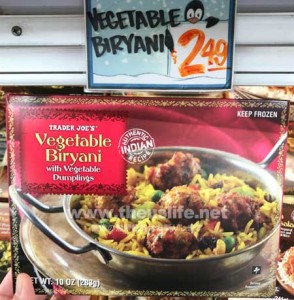 VEGETABLE
BIRYANI
$2.49
TRADER JOE'S
Vegetable
Biryani
with Vegetable
Dumplings
AUTHENTIC
INDIAN
RECIPE
KEEP FROZEN
www.theuslife.net
NET WT. 10 OZ (283g)